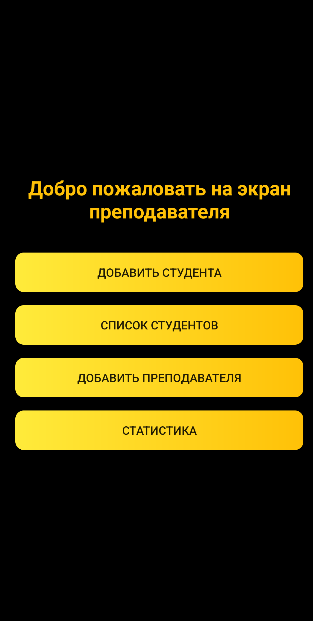 Добро пожаловать на экран
преподавателя
ДОБАВИТЬ СТУДЕНТА
СПИСОК СТУДЕНТОВ
ДОБАВИТЬ ПРЕПОДАВАТЕЛЯ
СТАТИСТИКА